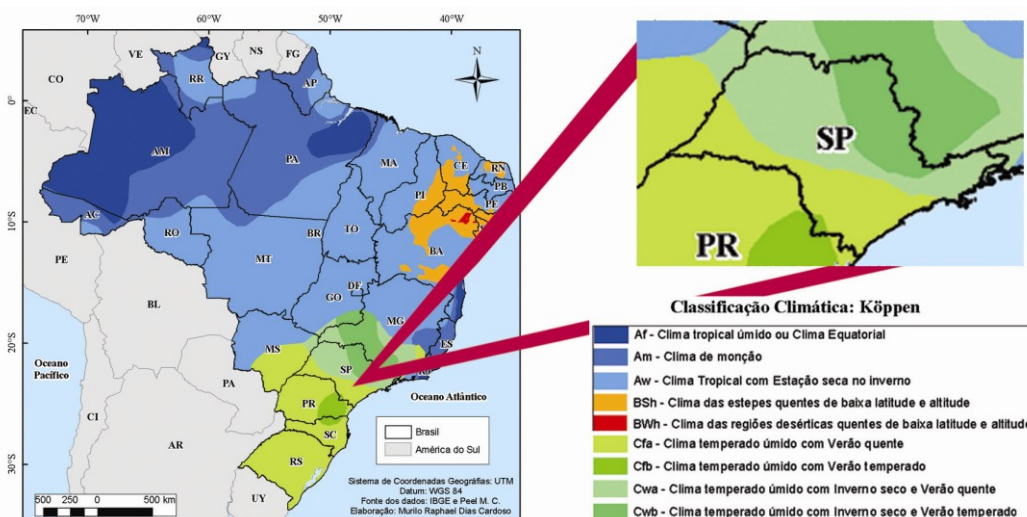 70°W
60°W
50°W
40°W
0°
10°S
20°S
30°S
N
VE
CO
EC
GY
NS
FG
RR
AP
AM
PA
MA
CE
RN
PB
PE
PI
AC
RO
MT
BR
TO
BA
PE
BL
GO
DF
MG
ES
MS
SP
RJ
PA
PR
SC
RS
CI
AR
UY
Oceano
Pacífico
Oceano Atlântico
Brasil
América do Sul
Sistema de Coordenadas Geográfias: UTM
Datum: WGS 84
Fonte dos dados: IBGE e Peel M. C.
Elaboração: Murilo Raphael Dias Cardoso
500 250 0 500 km
SP
PR
Classificação Climática: Köppen
Af - Clima tropical úmido ou Clima Equatorial
Am - Clima de monção
Aw - Clima Tropical com Estação seca no inverno
BSh - Clima das estepes quentes de baixa latitude e altitude
BWh - Clima das regiões desérticas quentes de baixa latitude e altitude
Cfa - Clima temperado úmido com Verão quente
Cfb - Clima temperado úmido com Verão temperado
Cwa - Clima temperado úmido com Inverno seco e Verão quente
Cwb - Clima temperado úmido com Inverno seco e Verão temperado